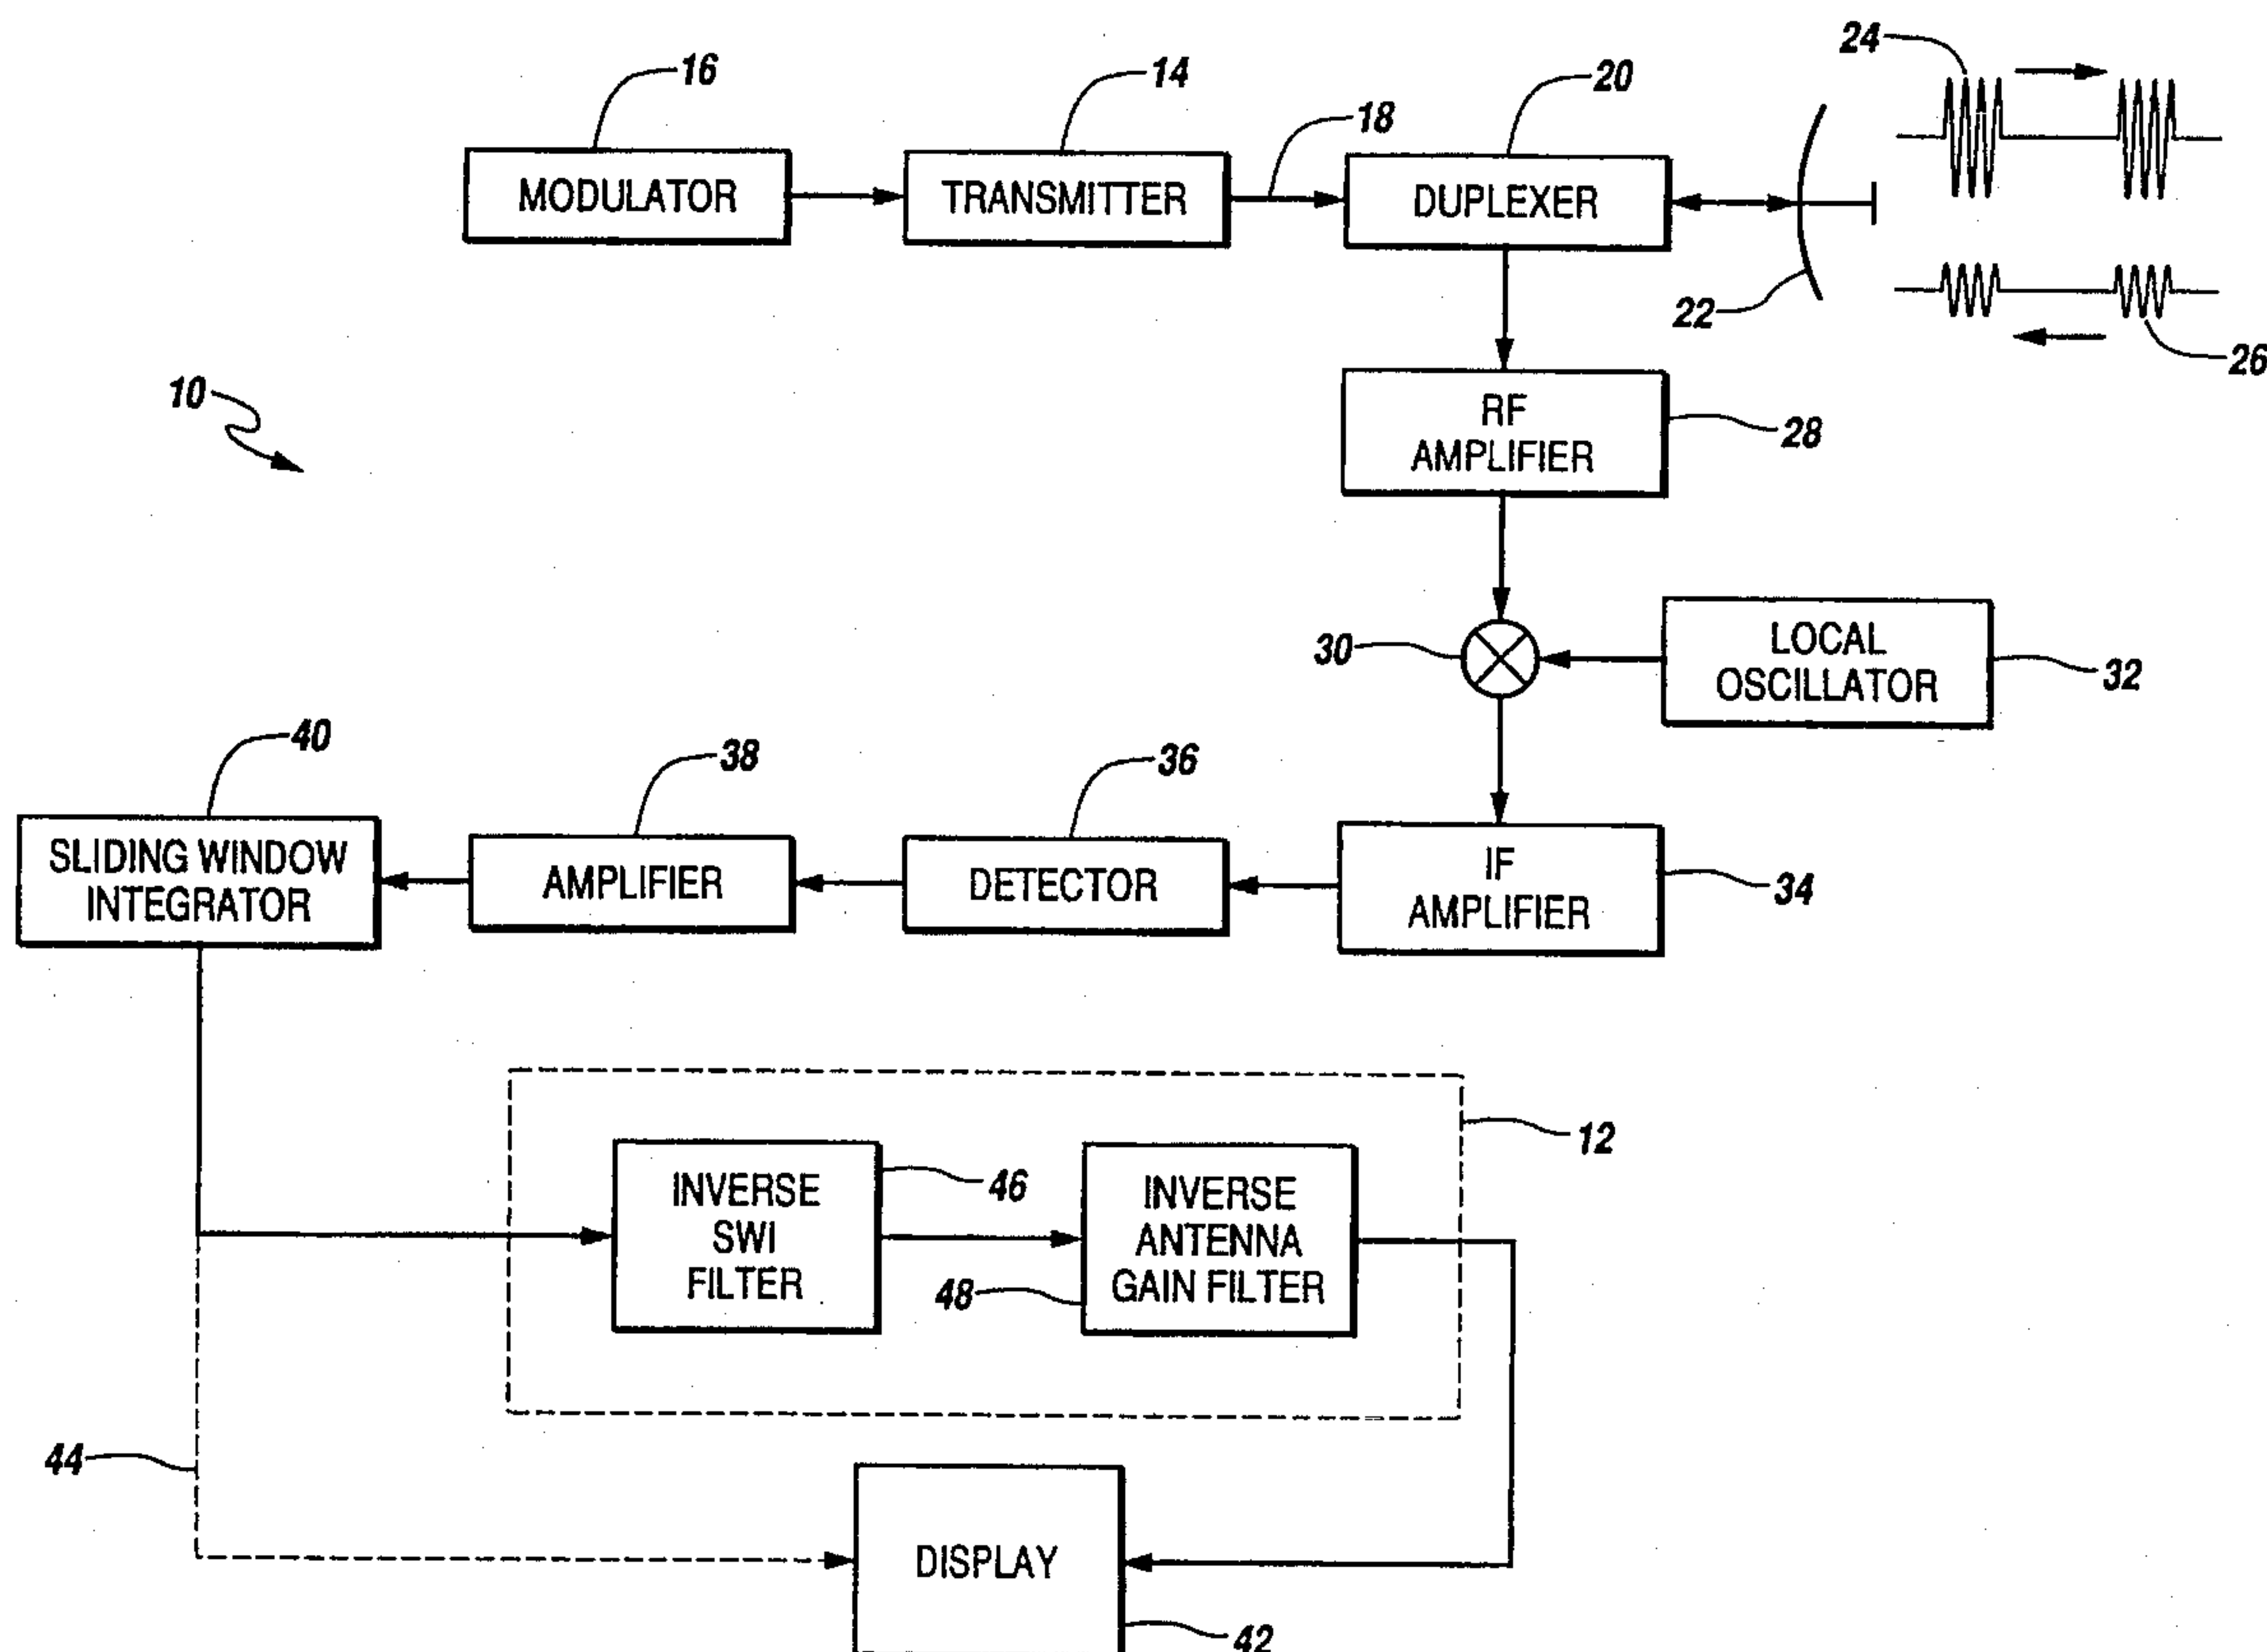 24
16
14
20
18
MODULATOR
TRANSMITTER
DUPLEXER
22
26
10
RF
AMPLIFIER
28
30
LOCAL
OSCILLATOR
32
40
38
36
SLIDING WINDOW
INTEGRATOR
AMPLIFIER
DETECTOR
IF
AMPLIFIER
34
12
INVERSE
SWI
FILTER
46
INVERSE
ANTENNA
GAIN FILTER
48
44
DISPLAY
42